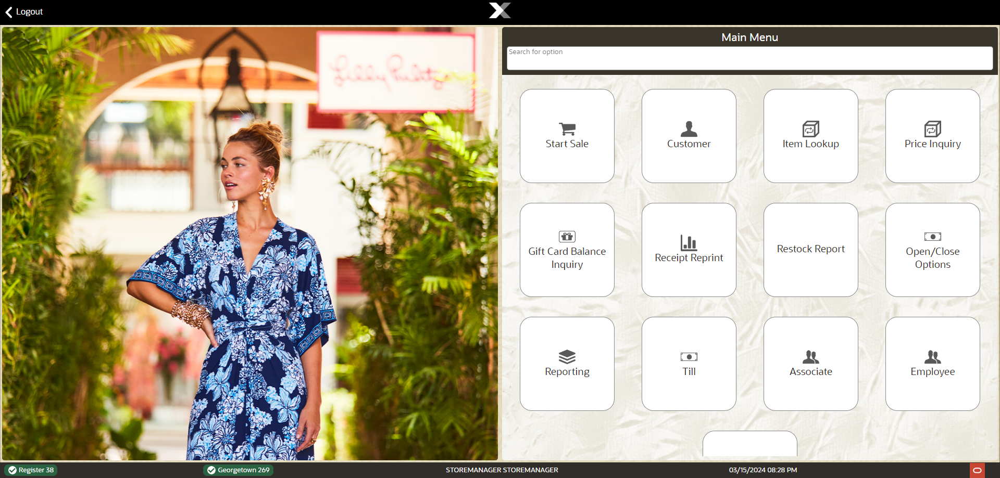 Logout
Lilly Pulitz
Main Menu
Search for option
Start Sale
Customer
Item Lookup
Price Inquiry
Gift Card Balance
Inquiry
Receipt Reprint
Restock Report
Open/Close
Options
Reporting
Till
Associate
Employee
Register 38
Georgetown 269
STOREMANAGER STOREMANAGER
03/15/2024 08:28 PM